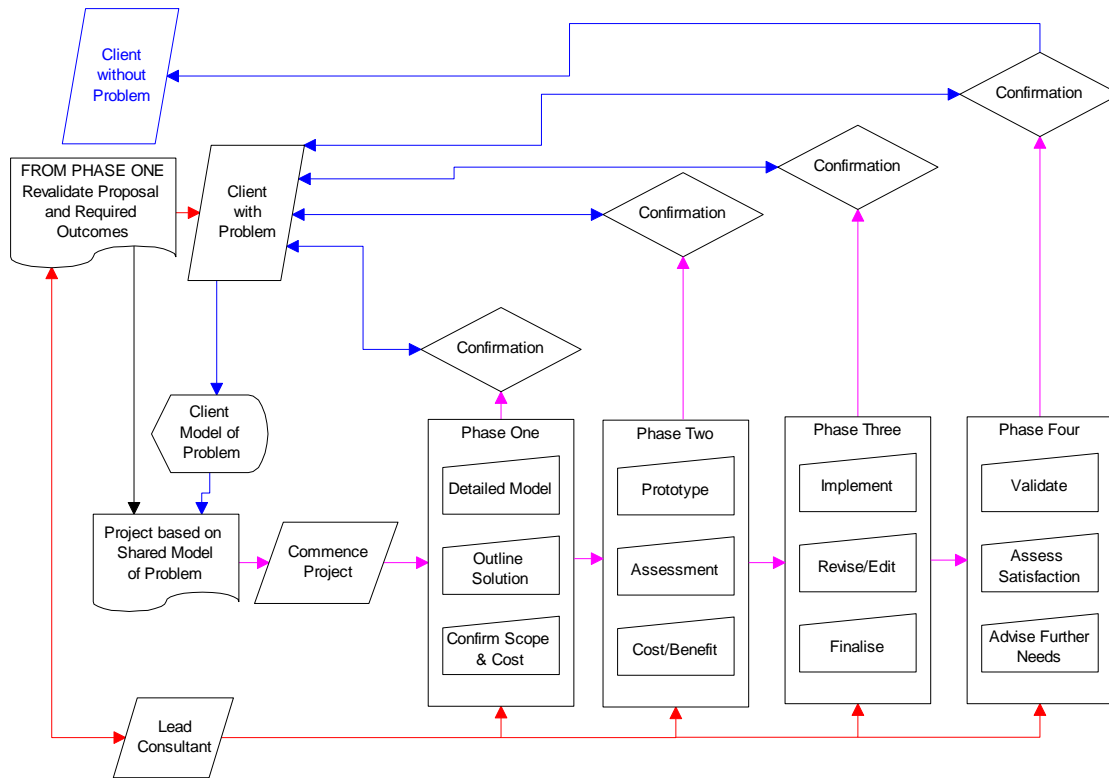 Client
without
Problem
Confirmation
FROM PHASE ONE
Revalidate Proposal
and Required
Outcomes
Client
with
Problem
Confirmation
Confirmation
Confirmation
Client
Model of
Problem
Project based on
Shared Model
of Problem
Commence
Project
Phase One
Detailed Model
Outline
Solution
Confirm Scope
& Cost
Phase Two
Prototype
Assessment
Cost/Benefit
Phase Three
Implement
Revise/Edit
Finalise
Phase Four
Validate
Assess
Satisfaction
Advise Further
Needs
Lead
Consultant